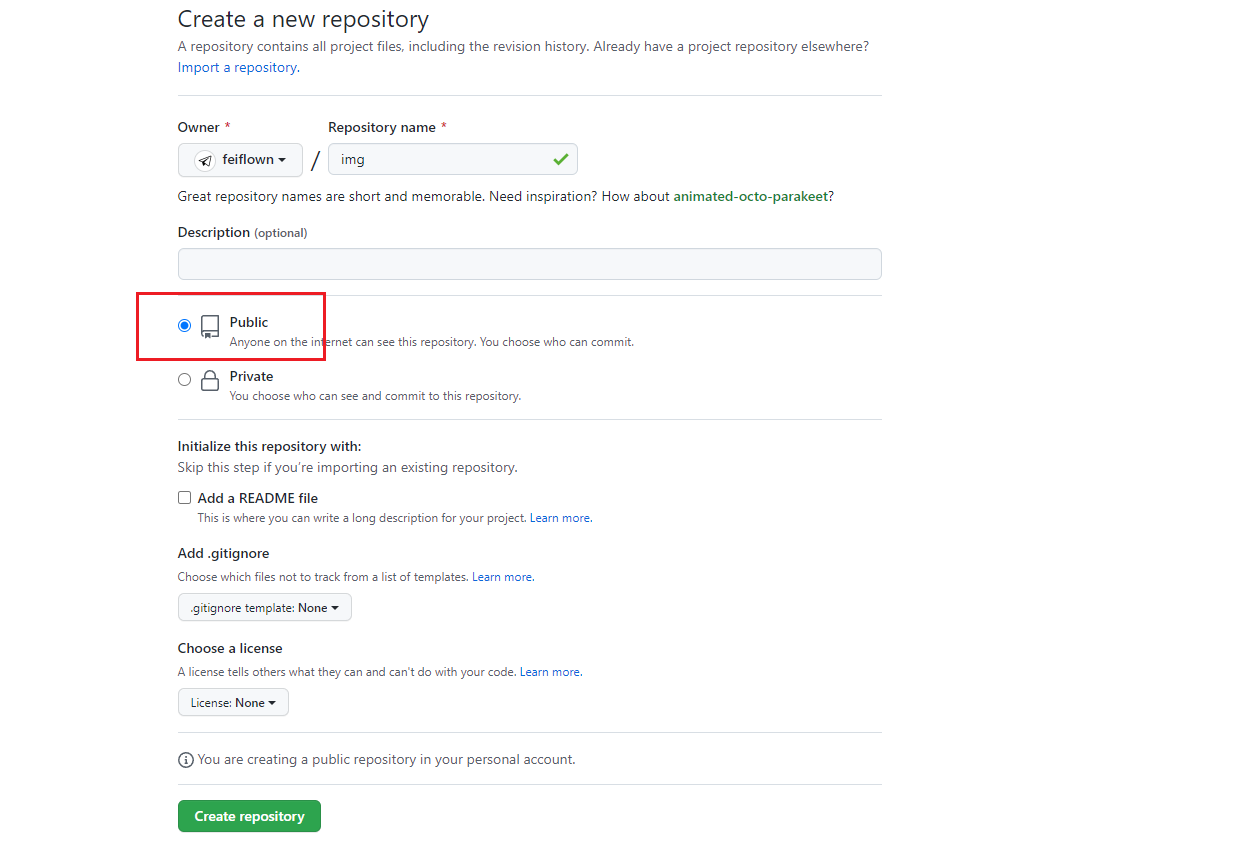 Create a new repository
A repository contains all project files, including the revision history. Already have a project repository elsewhere?
Import a repository.
Owner * Repository name *
feiflown / img
Great repository names are short and memorable. Need inspiration? How about animated-octo-parakeet?
Description (optional)
Public
Anyone on the internet can see this repository. You choose who can commit.
Private
You choose who can see and commit to this repository.
Initialize this repository with:
Skip this step if you're importing an existing repository.
Add a README file
This is where you can write a long description for your project. Learn more.
Add .gitignore
Choose which files not to track from a list of templates. Learn more.
.gitignore template: None
Choose a license
A license tells others what they can and can't do with your code. Learn more.
License: None
You are creating a public repository in your personal account.
Create repository